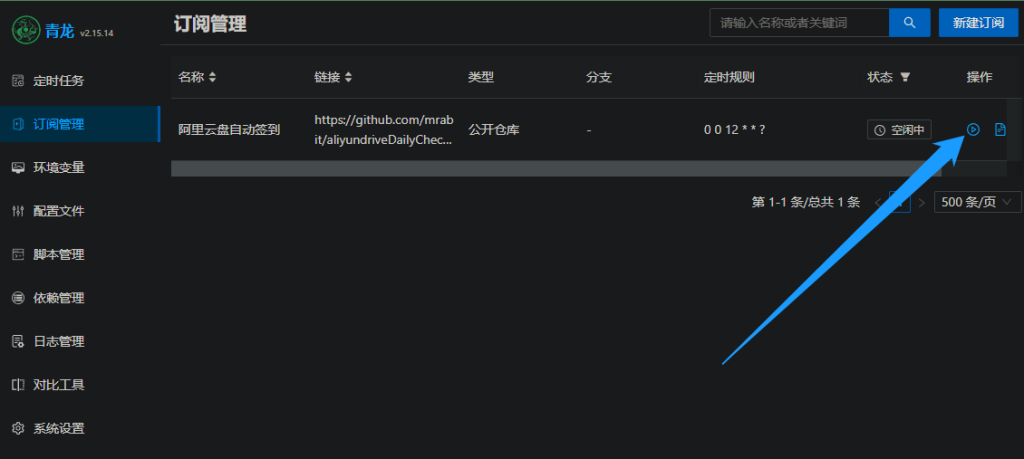 青龙 v2.15.14
订阅管理
请输入名称或者关键词
新建订阅
定时任务
订阅管理
环境变量
配置文件
脚本管理
依赖管理
日志管理
对比工具
系统设置
名称 链接 类型 分支 定时规则 状态 操作
阿里云盘自动签到
https://github.com/mrab
it/aliyundriveDailyChec...
公开仓库
-
0 0 12 * * ?
空闲中
第 1-1 条/总共 1 条
500 条/页